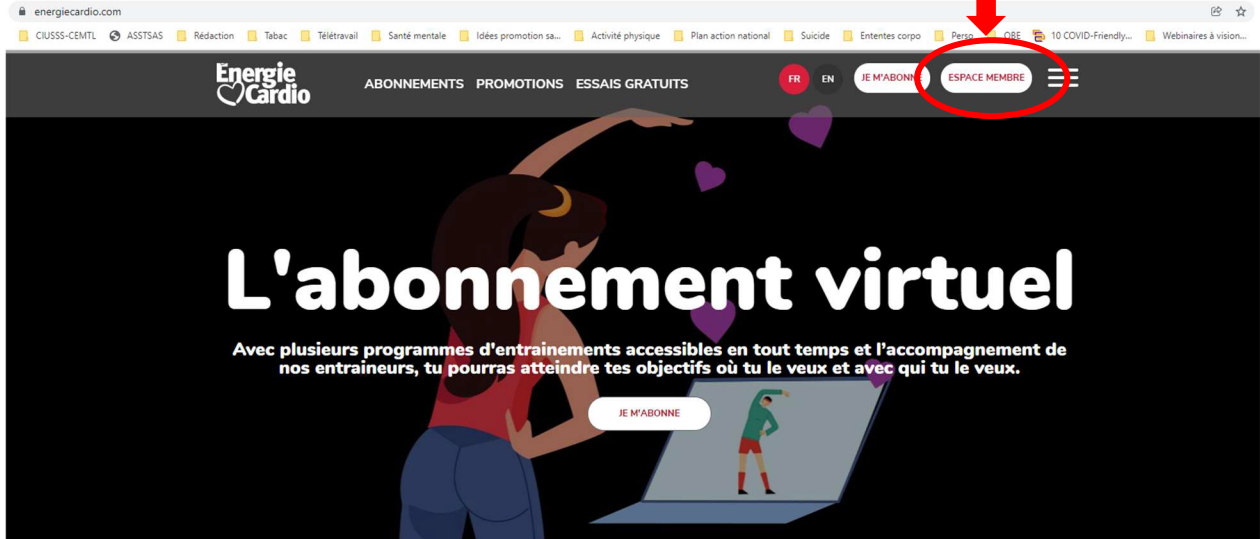 energiecardio.com
CIUSSS-CEMTL ASSTSAS Rédaction Tabac Télétravail Santé mentale Idées promotion sa... Activité physique Plan action national Suicide Ententes corpo Perso QBE 10 COVID-Friendly... Webinaires à vision...
Énergie
Cardio
ABONNEMENTS PROMOTIONS ESSAIS GRATUITS FR EN JE M'ABONNE ESPACE MEMBRE
L'abonnement virtuel
Avec plusieurs programmes d'entrainements accessibles en tout temps et l'accompagnement de
nos entraineurs, tu pourras atteindre tes objectifs où tu le veux et avec qui tu le veux.
JE M'ABONNE